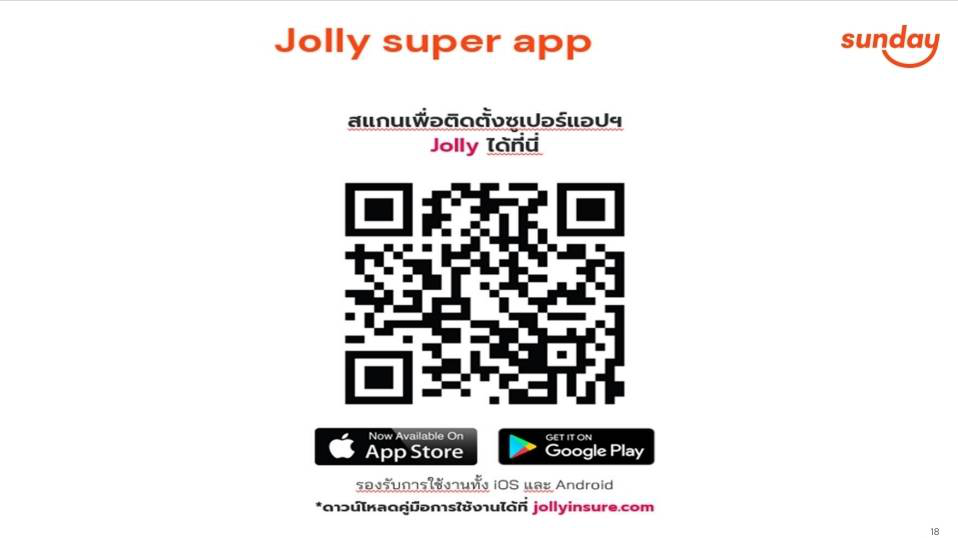 Jolly super app
sunday
สแกนเพื่อติดตั้งซูเปอร์แอปฯ
Jolly ได้ที่นี่
Now Available On
App Store
GET IT ON
Google Play
รองรับการใช้งานทั้ง iOS และ Android
*ดาวน์โหลดคู่มือการใช้งานได้ที่ jollyinsure.com
18